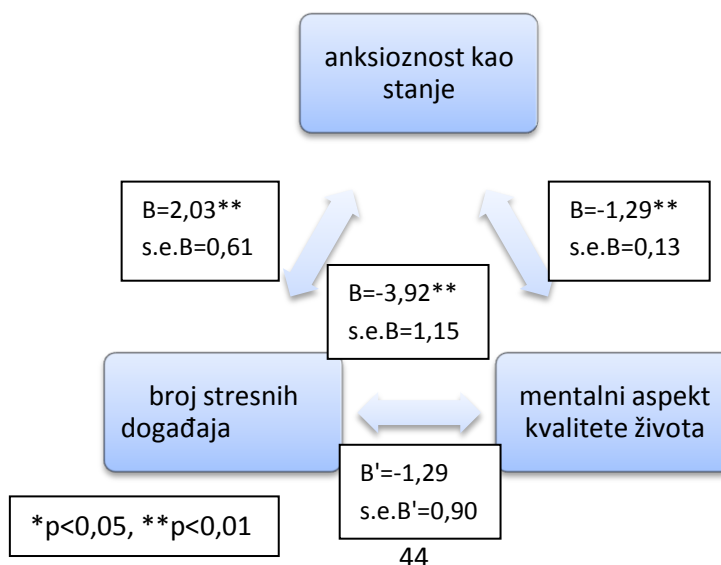 anksioznost kao
stanje
B=2,03**
s.e.B=0,61
B=-1,29**
s.e.B=0,13
B=-3,92**
s.e.B=1,15
broj stresnih
događaja
mentalni aspekt
kvalitete života
B'=-1,29
s.e.B'=0,90
*p<0,05, **p<0,01
44